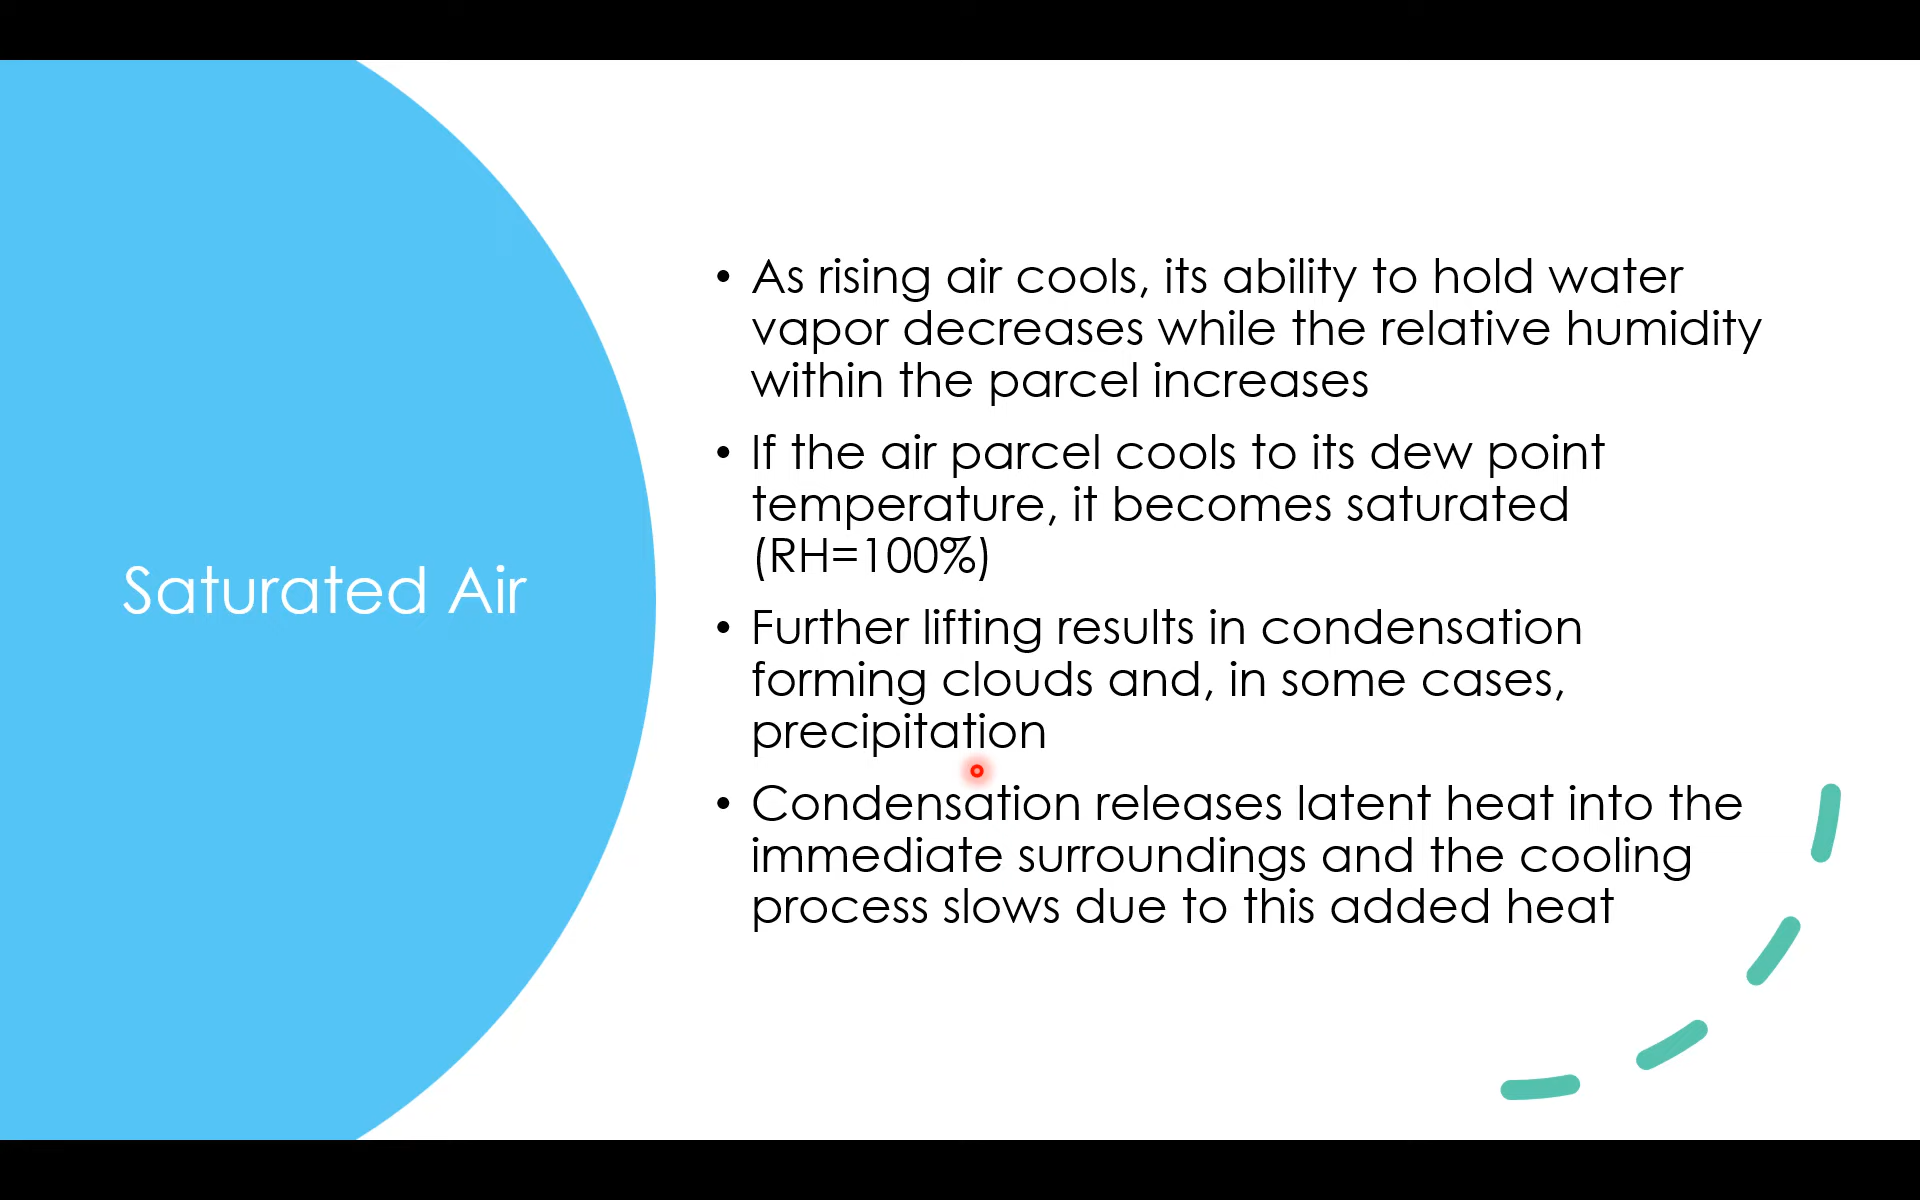 Saturated Air
• As rising air cools, its ability to hold water
vapor decreases while the relative humidity
within the parcel increases
• If the air parcel cools to its dew point
temperature, it becomes saturated
(RH=100%)
• Further lifting results in condensation
forming clouds and, in some cases,
precipitation
• Condensation releases latent heat into the
immediate surroundings and the cooling
process slows due to this added heat